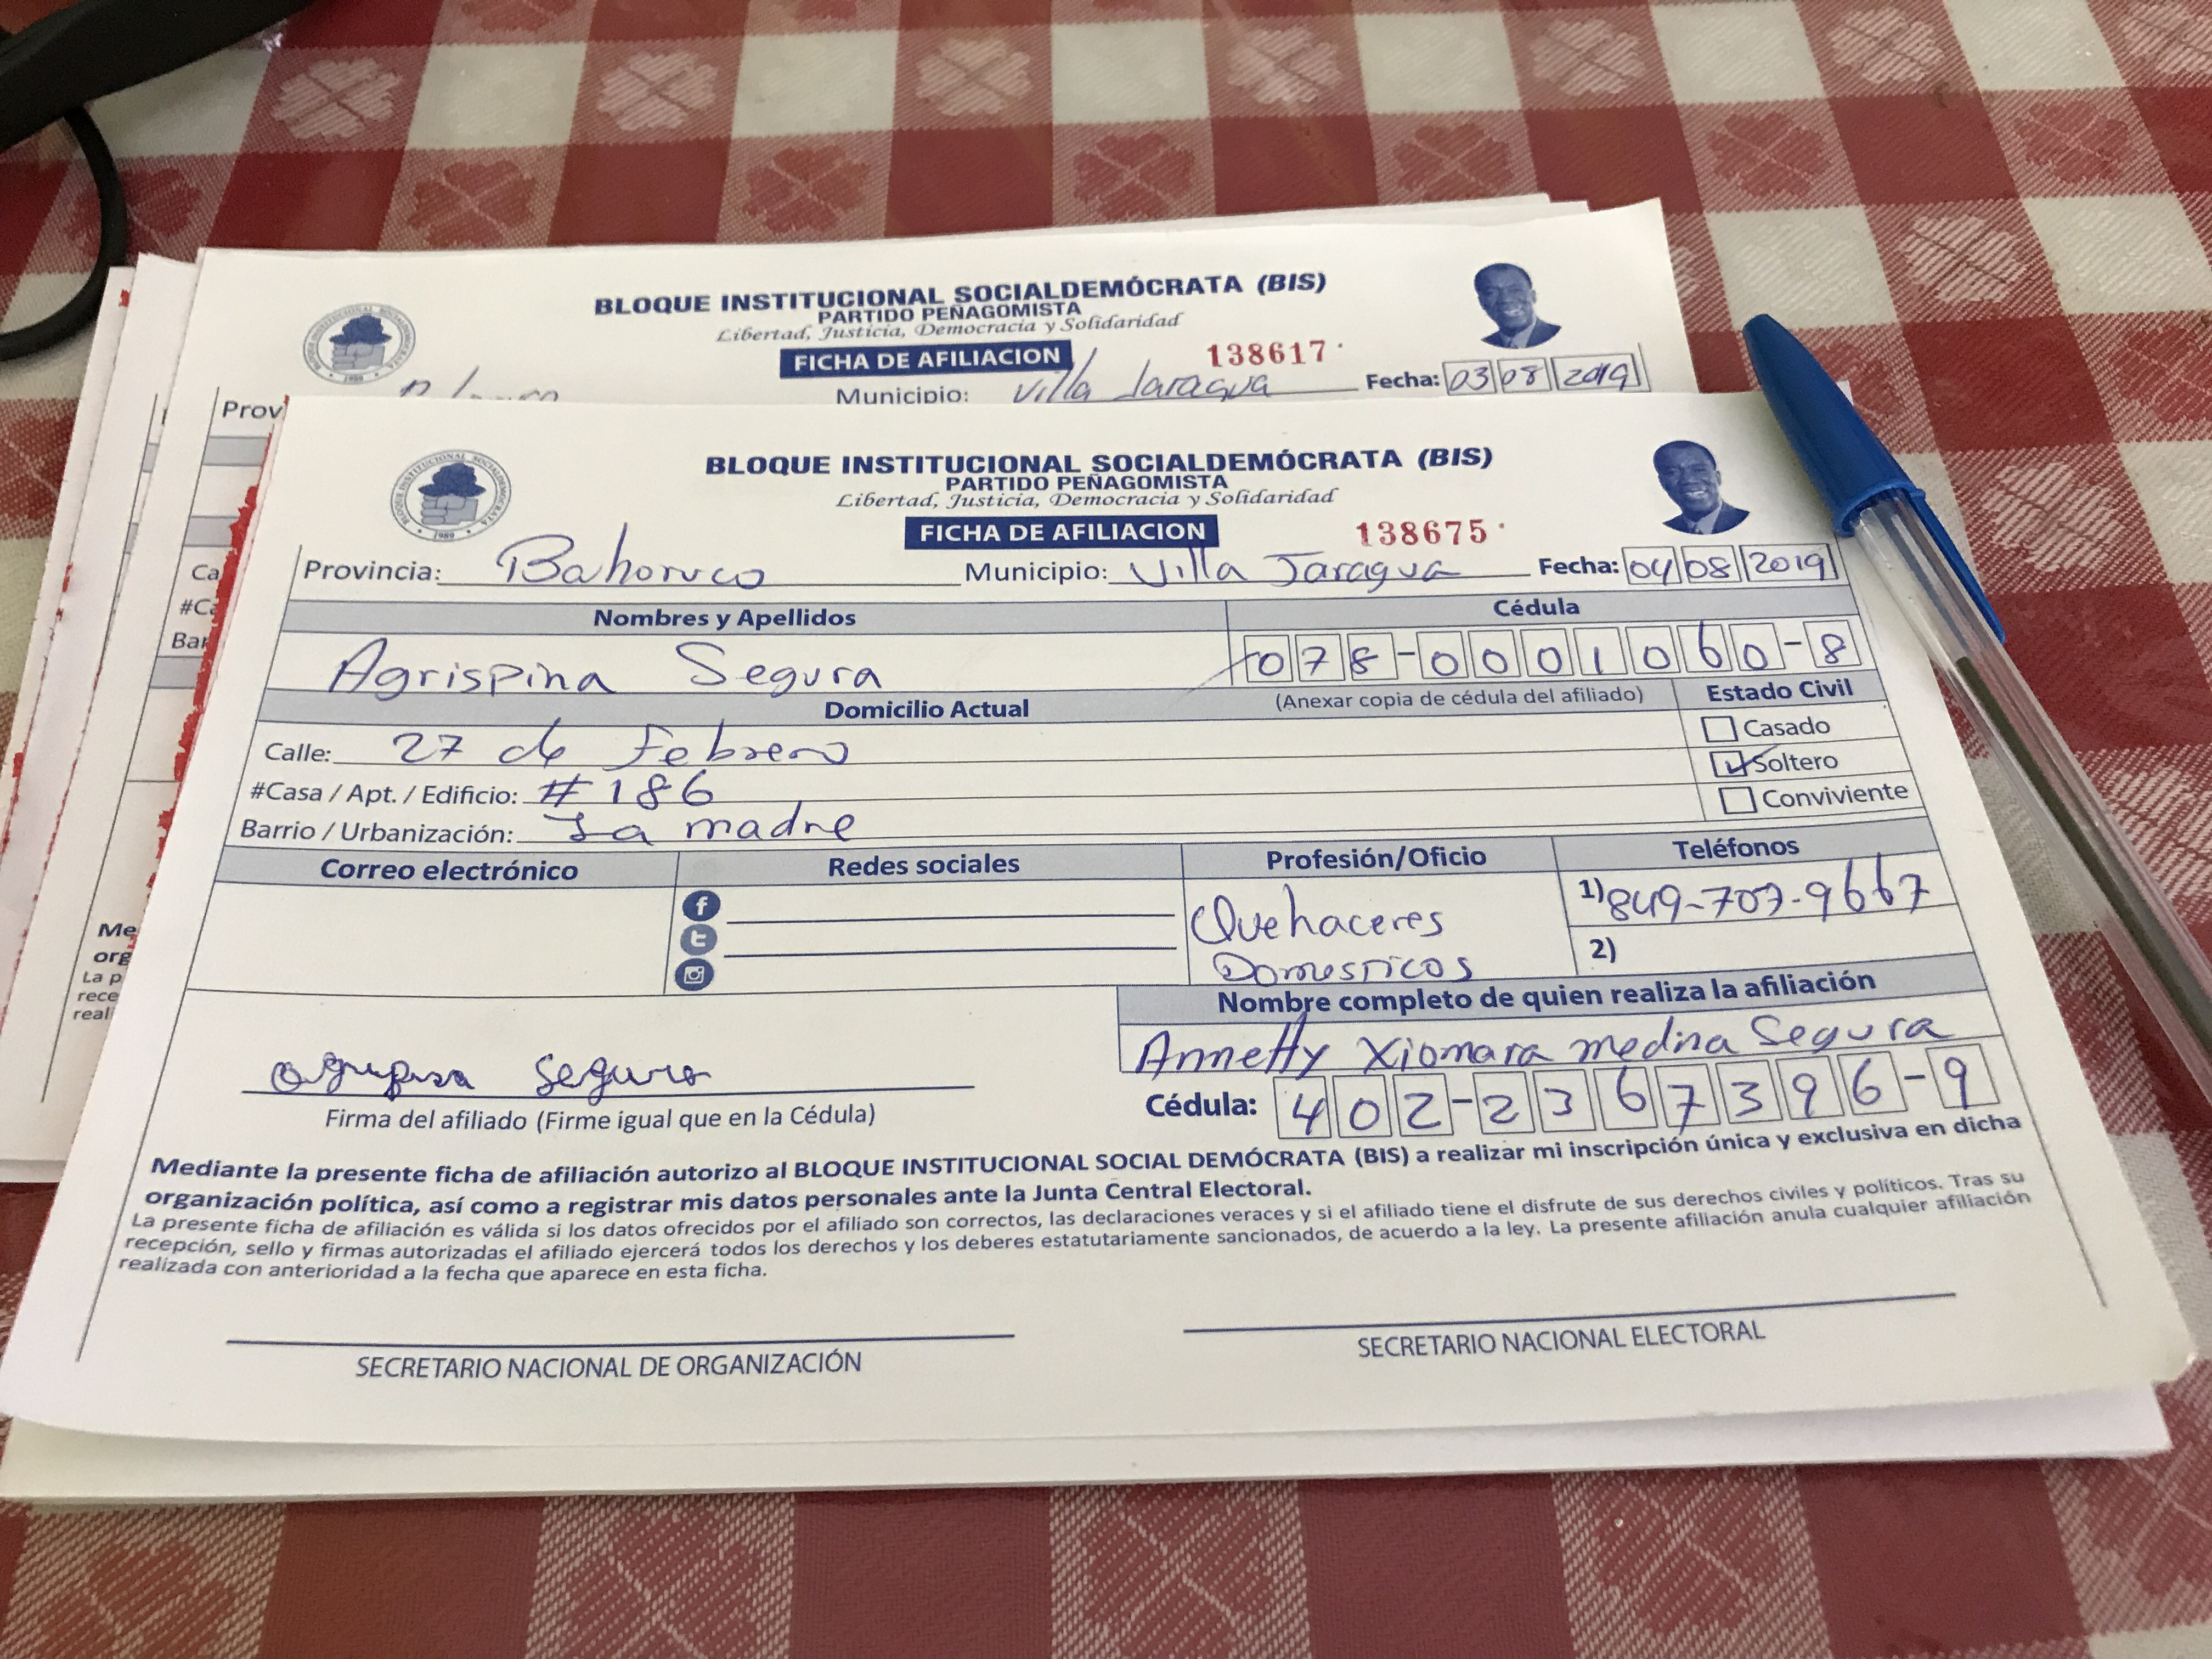 BLOQUE INSTITUCIONAL SOCIALDEMÓCRATA (BIS)
PARTIDO PEÑAGOMISTA
Libertad, Justicia, Democracia y Solidaridad
FICHA DE AFILIACION 138617
Prov
Municipio: Villa Jaragua Fecha: 03 08 2019
BLOQUE INSTITUCIONAL SOCIALDEMÓCRATA
1989
BLOQUE INSTITUCIONAL SOCIALDEMÓCRATA (BIS)
PARTIDO PEÑAGOMISTA
Libertad, Justicia, Democracia y Solidaridad
FICHA DE AFILIACION 138675
Provincia: Bahoruco Municipio: Villa Jaragua Fecha: 04 08 2019
Nombres y Apellidos Cédula
Agrispina Segura 078-0001060-8
Domicilio Actual (Anexar copia de cédula del afiliado) Estado Civil
Calle: 27 de Febrero Casado
#Casa / Apt. / Edificio: #186 Soltero
Barrio / Urbanización: La madre Conviviente
Correo electrónico Redes sociales Profesión/Oficio Teléfonos
Quehaceres 1) 849-707-9667
Domesticos 2)
Nombre completo de quien realiza la afiliación
Annetty Xiomara medina Segura
Segura
Firma del afiliado (Firme igual que en la Cédula) Cédula: 402-2367396-9
Mediante la presente ficha de afiliación autorizo al BLOQUE INSTITUCIONAL SOCIAL DEMÓCRATA (BIS) a realizar mi inscripción única y exclusiva en dicha
organización política, así como a registrar mis datos personales ante la Junta Central Electoral.
La presente ficha de afiliación es válida si los datos ofrecidos por el afiliado son correctos, las declaraciones veraces y si el afiliado tiene el disfrute de sus derechos civiles y políticos. Tras su
recepción, sello y firmas autorizadas el afiliado ejercerá todos los derechos y los deberes estatutariamente sancionados, de acuerdo a la ley. La presente afiliación anula cualquier afiliación
realizada con anterioridad a la fecha que aparece en esta ficha.
SECRETARIO NACIONAL DE ORGANIZACIÓN SECRETARIO NACIONAL ELECTORAL